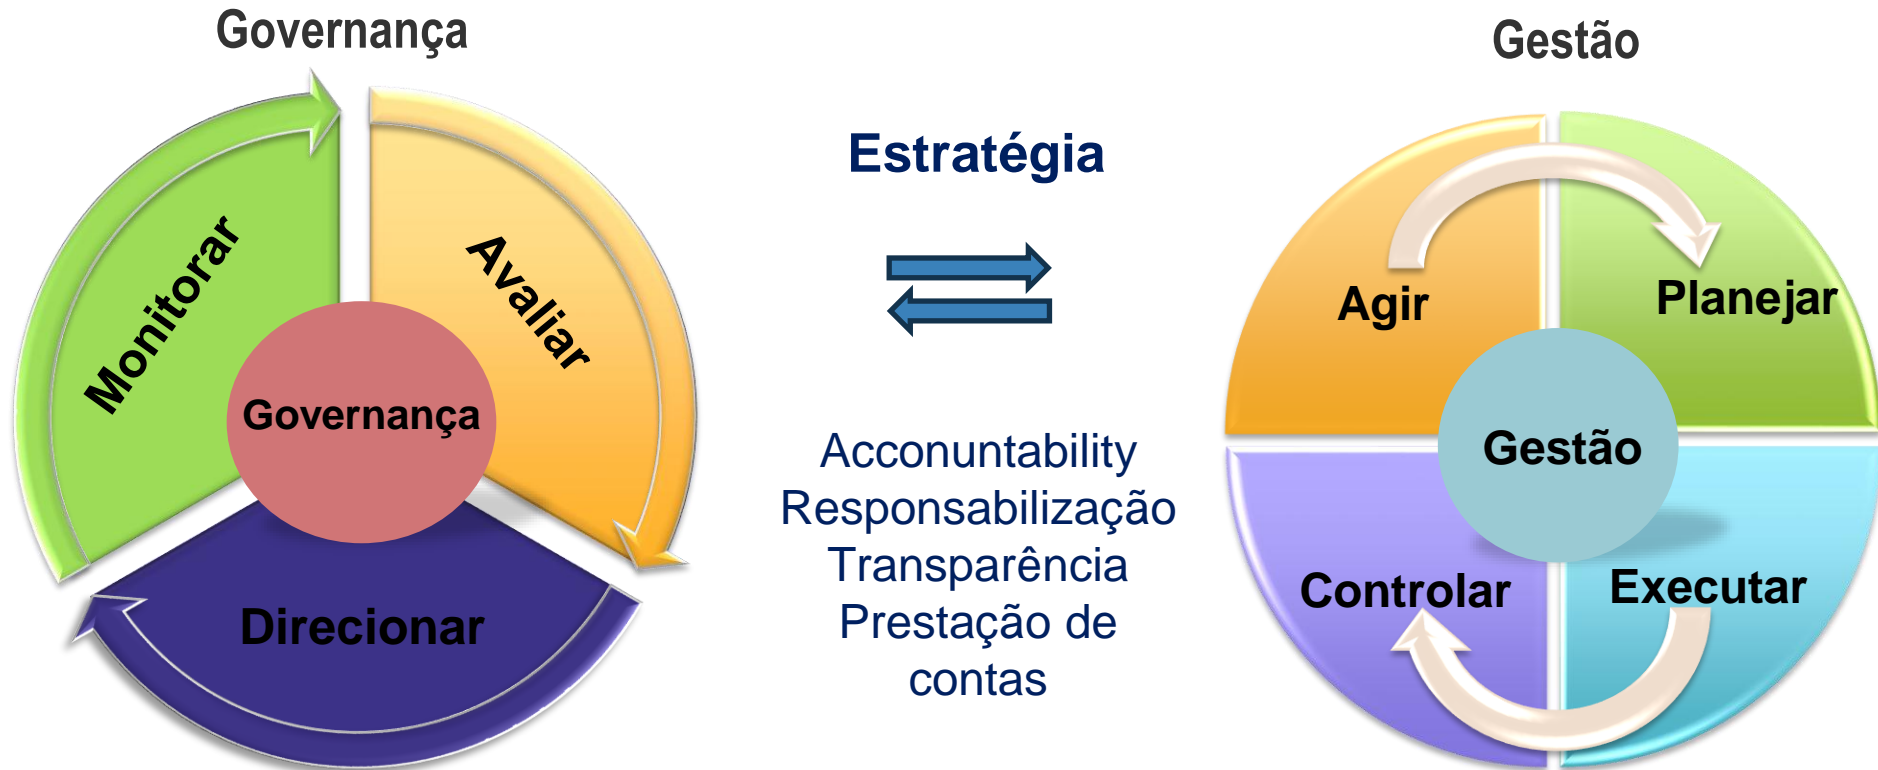 Governança
Monitorar
Avaliar
Governança
Direcionar
Estratégia
Acconuntability
Responsabilização
Transparência
Prestação de
contas
Gestão
Agir
Planejar
Gestão
Controlar
Executar